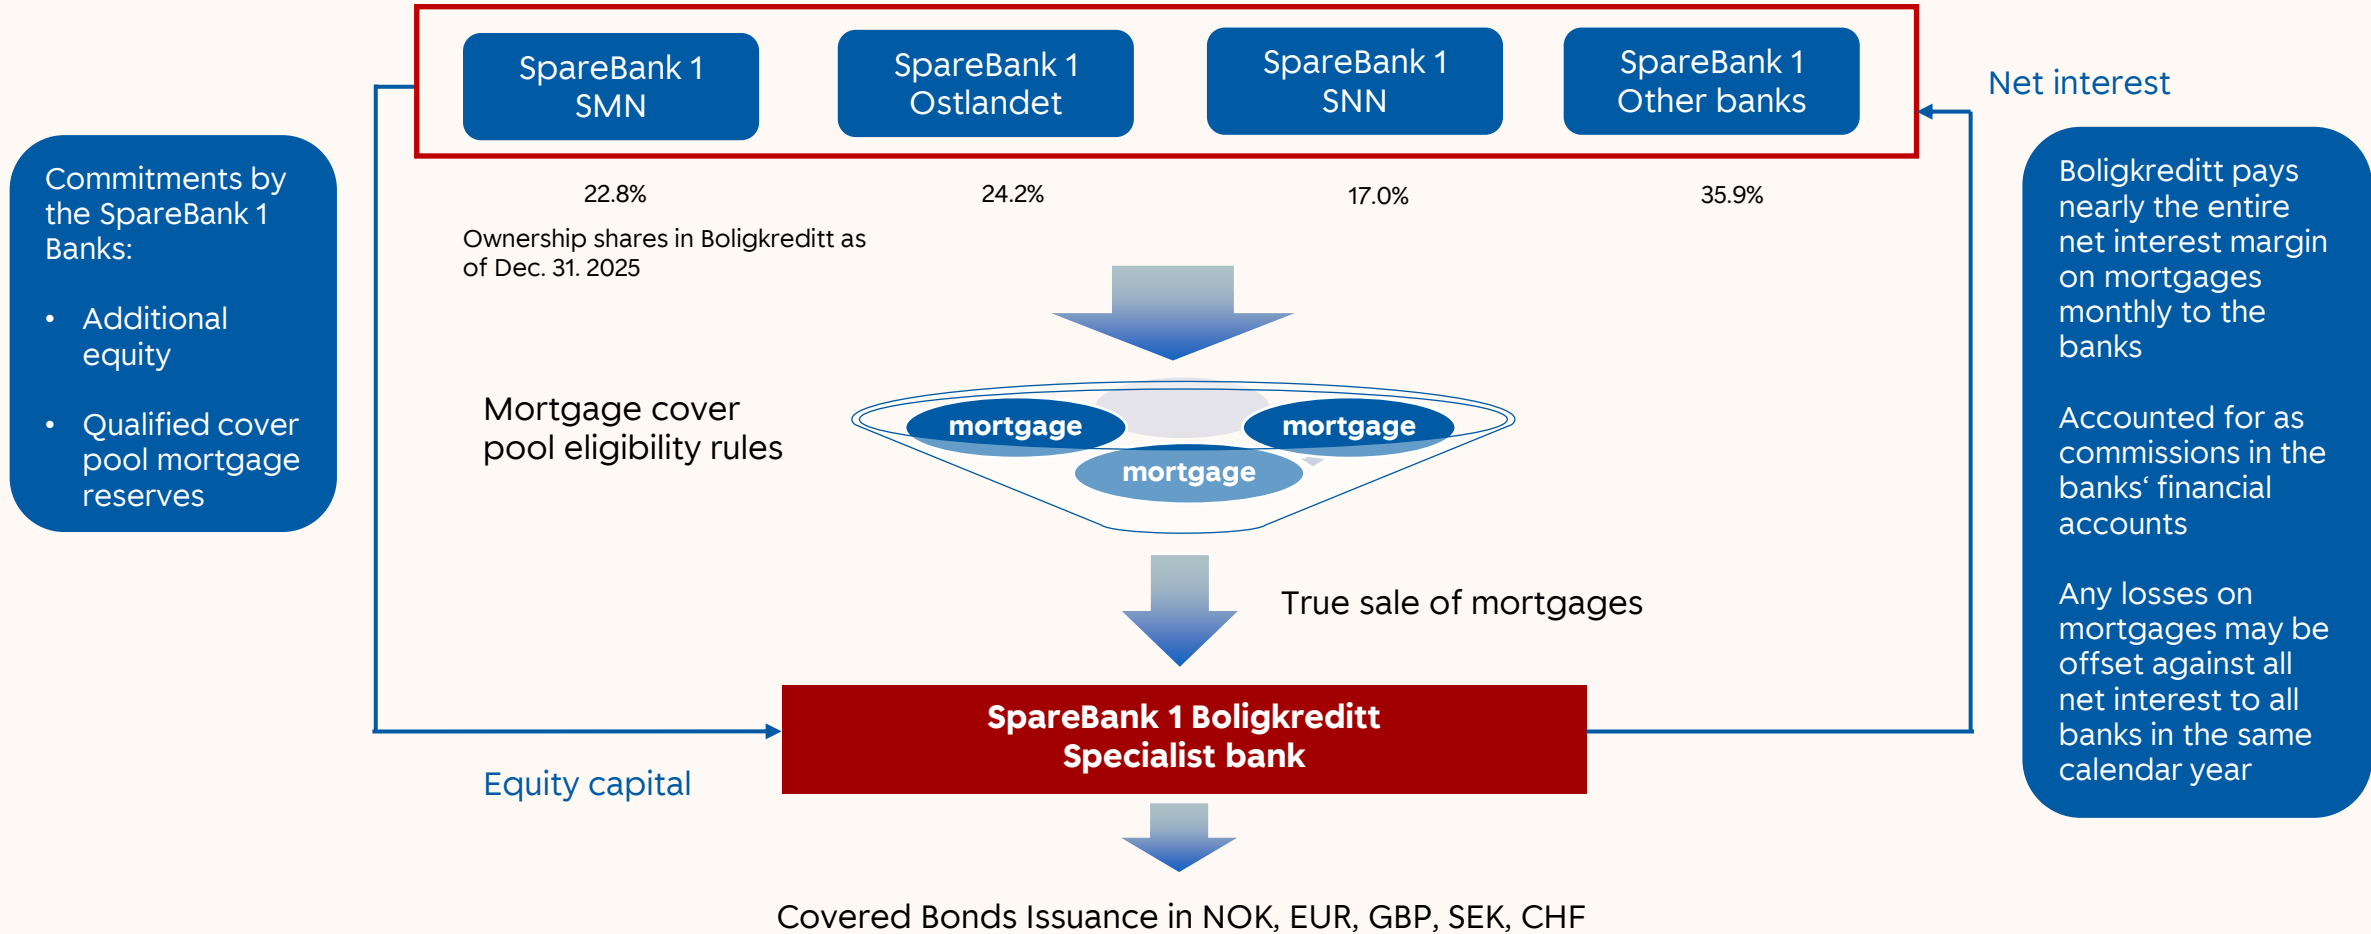 SpareBank 1
SMN
SpareBank 1
Ostlandet
SpareBank 1
SNN
SpareBank 1
Other banks
Net interest
22.8%
24.2%
17.0%
35.9%
Ownership shares in Boligkreditt as
of Dec. 31. 2025
Commitments by
the SpareBank 1
Banks:
• Additional
equity
• Qualified cover
pool mortgage
reserves
Mortgage cover
pool eligibility rules
mortgage
mortgage
mortgage
True sale of mortgages
SpareBank 1 Boligkreditt
Specialist bank
Equity capital
Covered Bonds Issuance in NOK, EUR, GBP, SEK, CHF
Boligkreditt pays
nearly the entire
net interest margin
on mortgages
monthly to the
banks
Accounted for as
commissions in the
banks‘ financial
accounts
Any losses on
mortgages may be
offset against all
net interest to all
banks in the same
calendar year